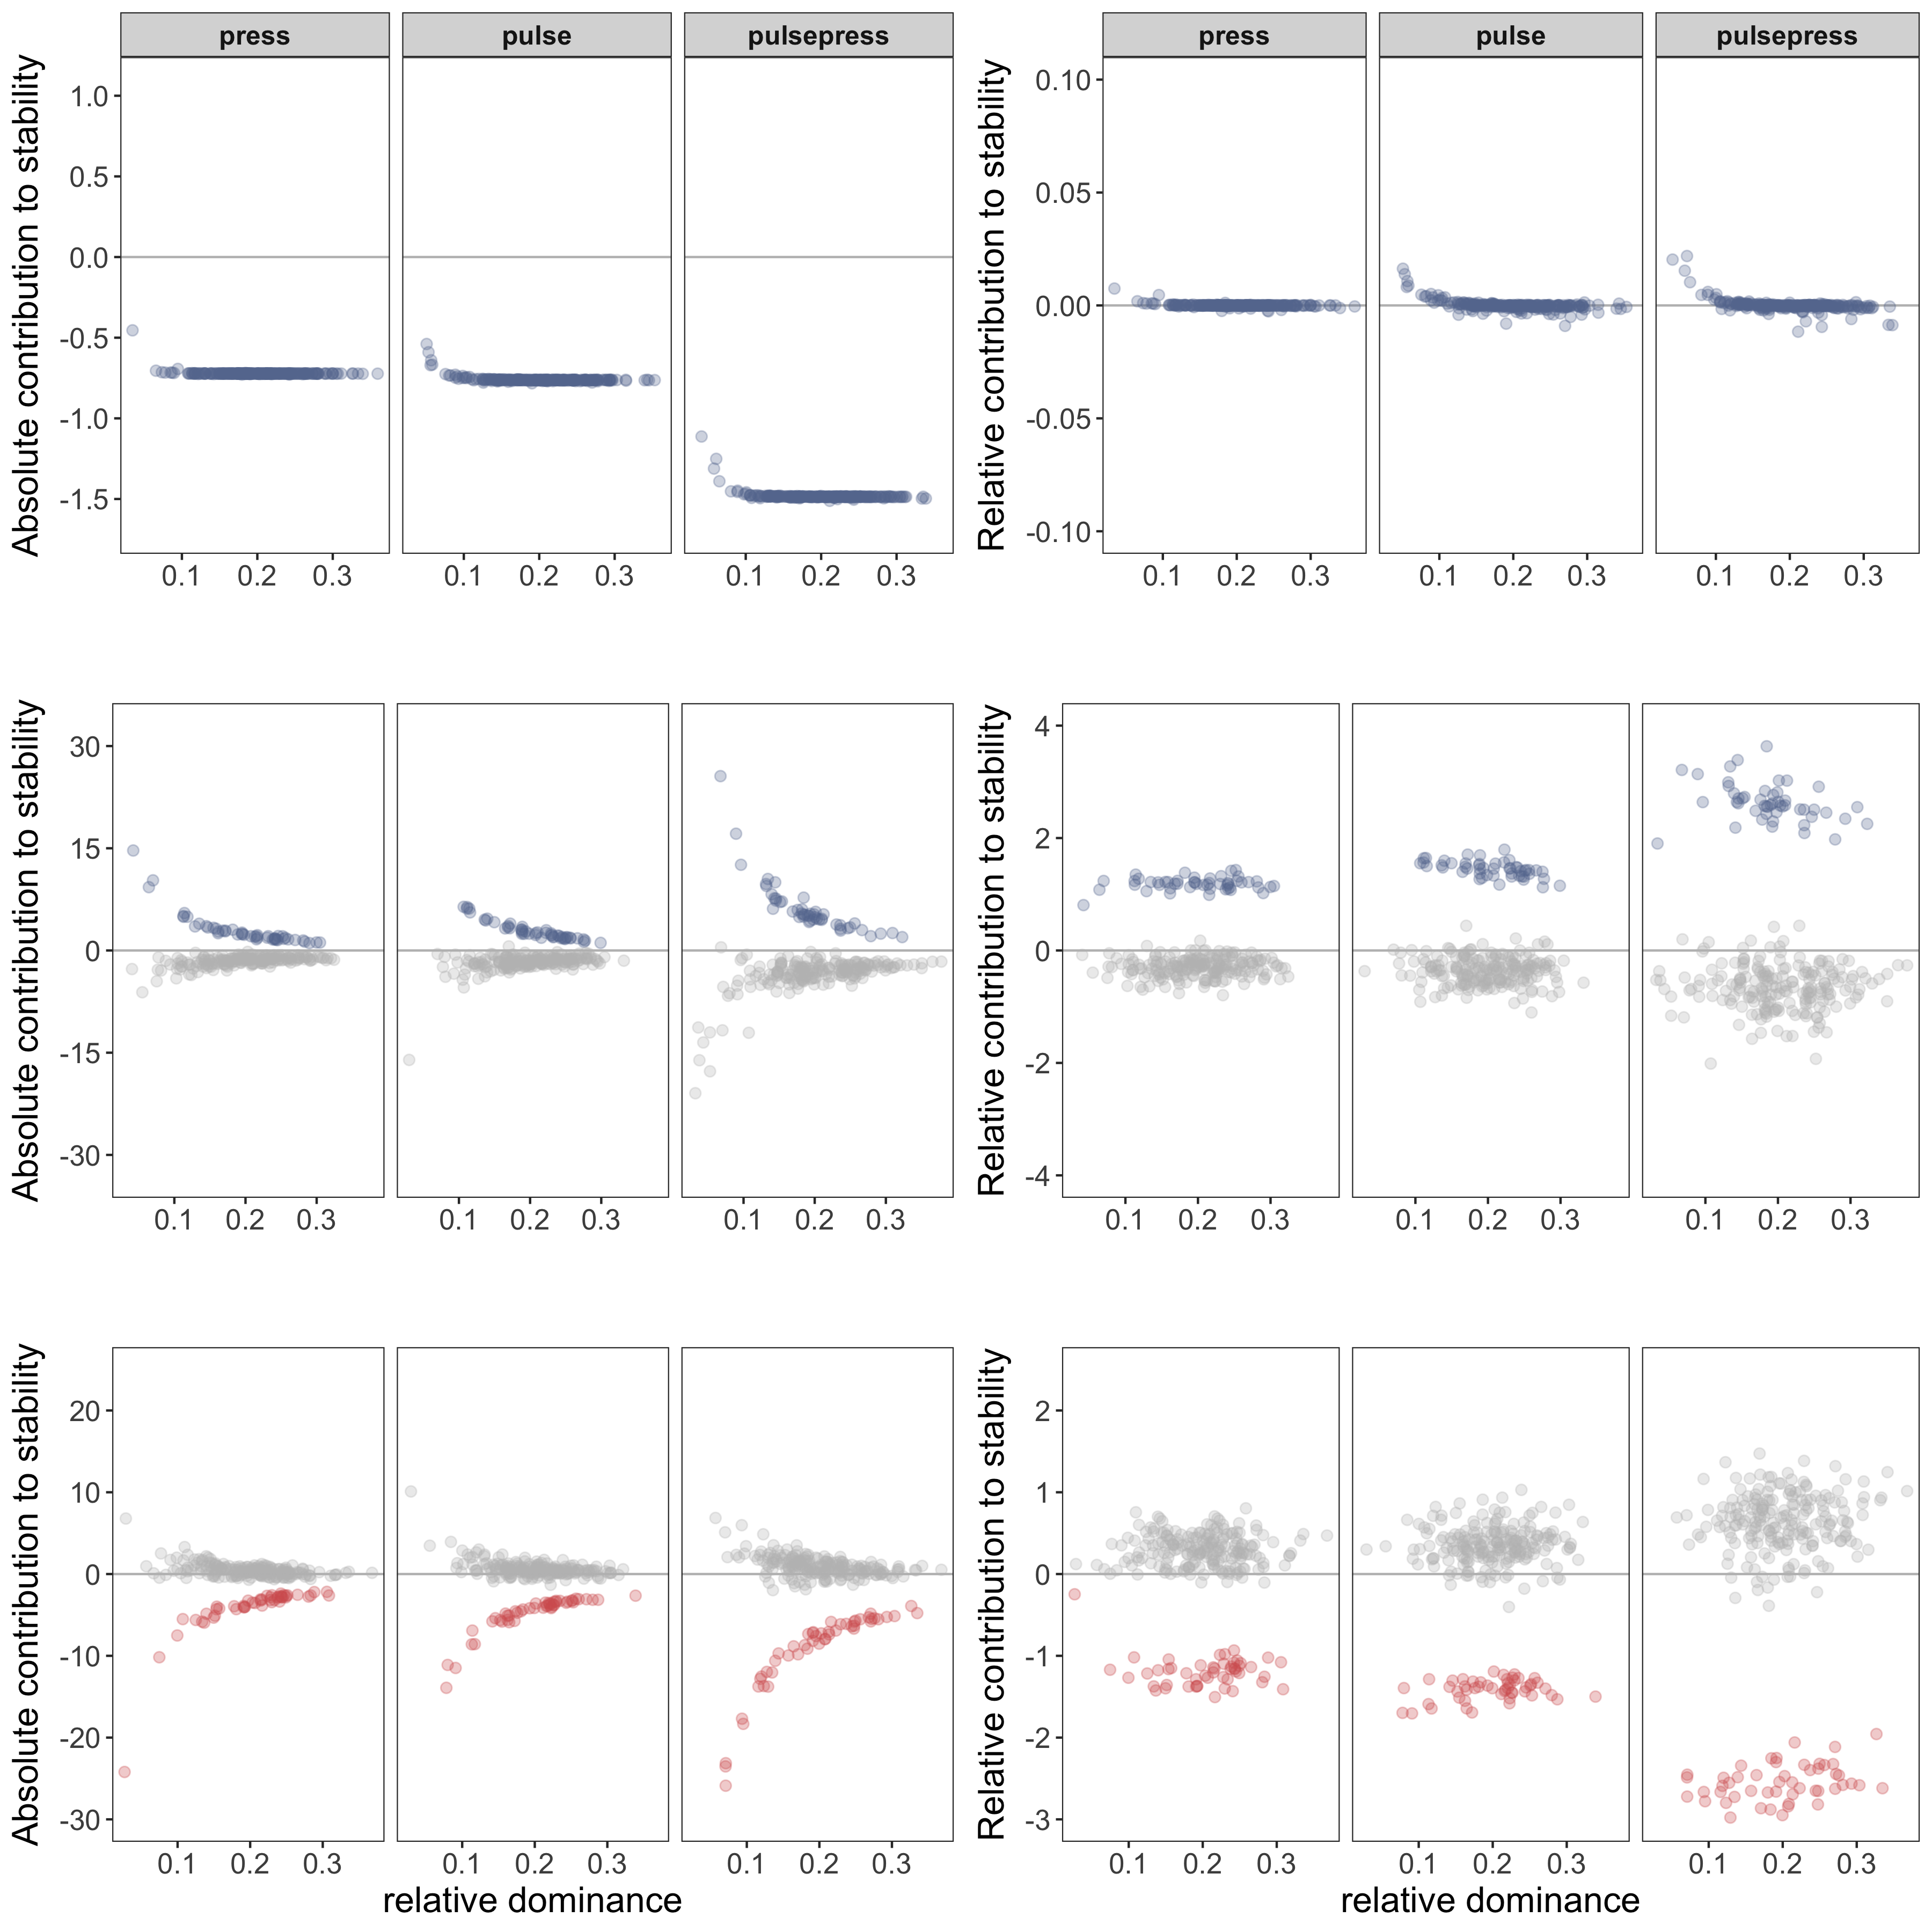 press pulse pulsepress
Absolute contribution to stability
1.0
0.5
0.0
-0.5
-1.0
-1.5
0.1 0.2 0.3 0.1 0.2 0.3 0.1 0.2 0.3
press pulse pulsepress
Relative contribution to stability
0.10
0.05
0.00
-0.05
-0.10
0.1 0.2 0.3 0.1 0.2 0.3 0.1 0.2 0.3
Absolute contribution to stability
30
15
0
-15
-30
0.1 0.2 0.3 0.1 0.2 0.3 0.1 0.2 0.3
Relative contribution to stability
4
2
0
-2
-4
0.1 0.2 0.3 0.1 0.2 0.3 0.1 0.2 0.3
Absolute contribution to stability
20
10
0
-10
-20
-30
0.1 0.2 0.3 0.1 0.2 0.3 0.1 0.2 0.3
relative dominance
Relative contribution to stability
2
1
0
-1
-2
-3
0.1 0.2 0.3 0.1 0.2 0.3 0.1 0.2 0.3
relative dominance